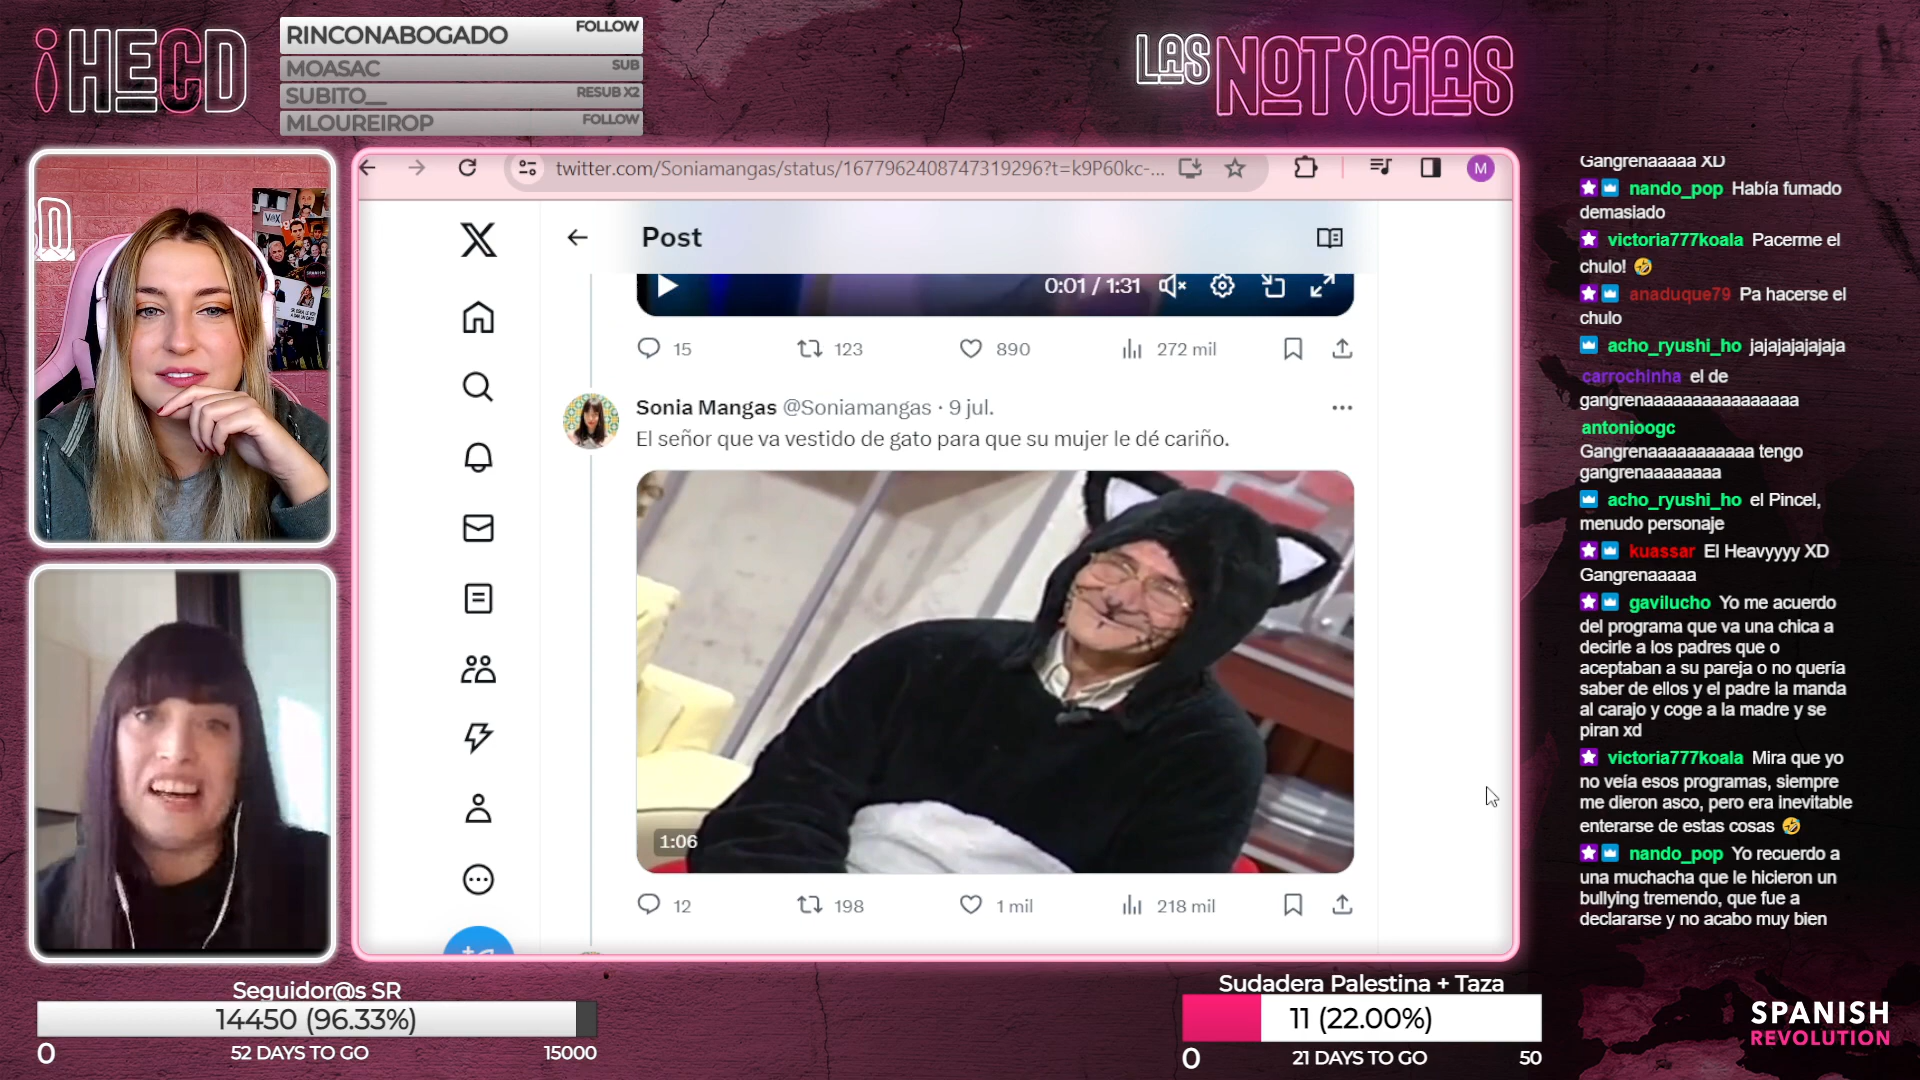 ¡HECD
RINCONABOGADO FOLLOW
MOASAC SUB
SUBITO__ RESUB X2
MLOUREIROP FOLLOW
LAS NOTICIAS
twitter.com/Soniamangas/status/1677962408747319296?t=k9P60kc-...
M
VOX
Post
0:01 / 1:31
15 123 890 272 mil
Sonia Mangas @Soniamangas · 9 jul.
El señor que va vestido de gato para que su mujer le dé cariño.
1:06
12 198 1 mil 218 mil
Gangrenaaaaa XD
nando_pop Había fumado
demasiado
victoria777koala Pacerme el
chulo! 🤣
anaduque79 Pa hacerse el
chulo
acho_ryushi_ho jajajajajajaja
carrochinha el de
gangrenaaaaaaaaaaaaaaaa
antonioogc
Gangrenaaaaaaaaaaa tengo
gangrenaaaaaaaa
acho_ryushi_ho el Pincel,
menudo personaje
kuassar El Heavyyyy XD
Gangrenaaaaa
gavilucho Yo me acuerdo
del programa que va una chica a
decirle a los padres que o
aceptaban a su pareja o no quería
saber de ellos y el padre la manda
al carajo y coge a la madre y se
piran xd
victoria777koala Mira que yo
no veía esos programas, siempre
me dieron asco, pero era inevitable
enterarse de estas cosas 🤣
nando_pop Yo recuerdo a
una muchacha que le hicieron un
bullying tremendo, que fue a
declararse y no acabo muy bien
Seguidor@s SR
14450 (96.33%)
0 52 DAYS TO GO 15000
Sudadera Palestina + Taza
11 (22.00%)
0 21 DAYS TO GO 50
SPANISH
REVOLUTION